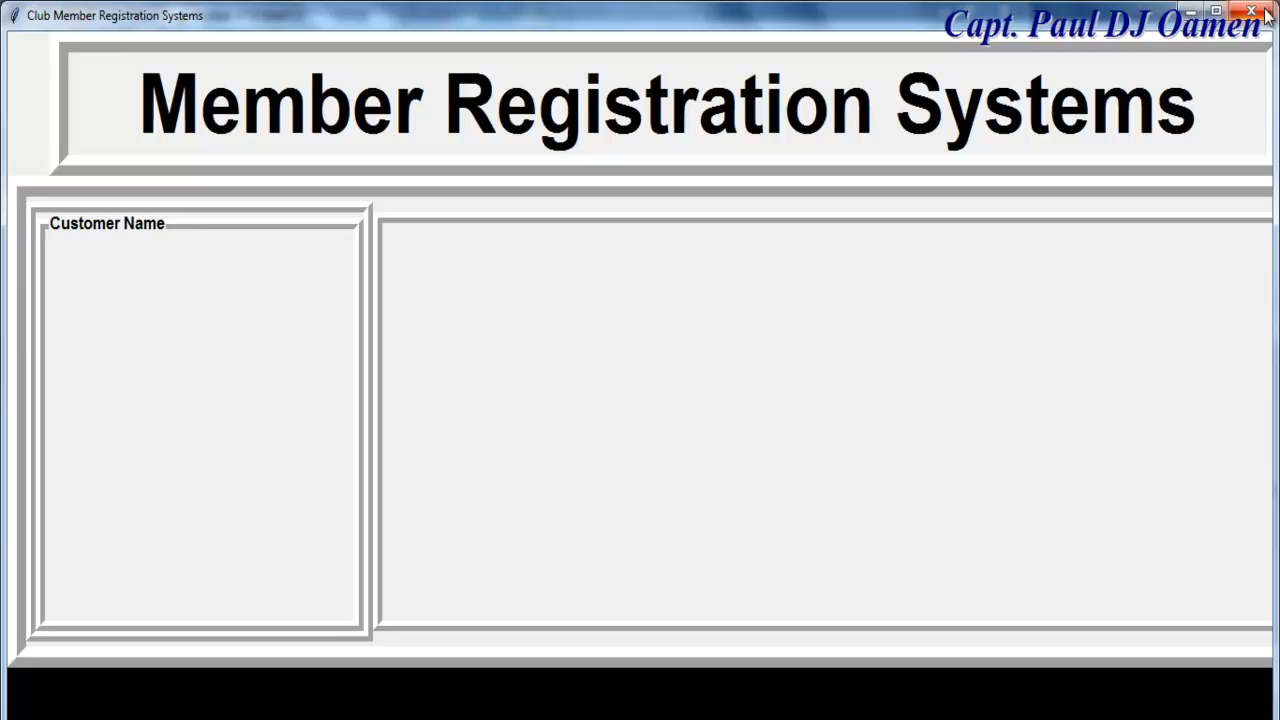 Club Member Registration Systems
Capt. Paul DJ Oamen
Member Registration Systems
Customer Name